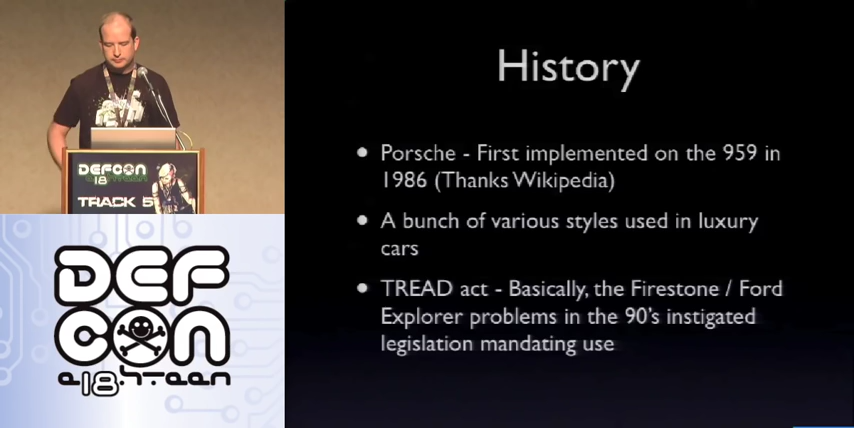 History
• Porsche - First implemented on the 959 in
1986 (Thanks Wikipedia)
• A bunch of various styles used in luxury
cars
• TREAD act - Basically, the Firestone / Ford
Explorer problems in the 90's instigated
legislation mandating use
DEFCON
18
TRACK 5
DEF
CON
e18hteen